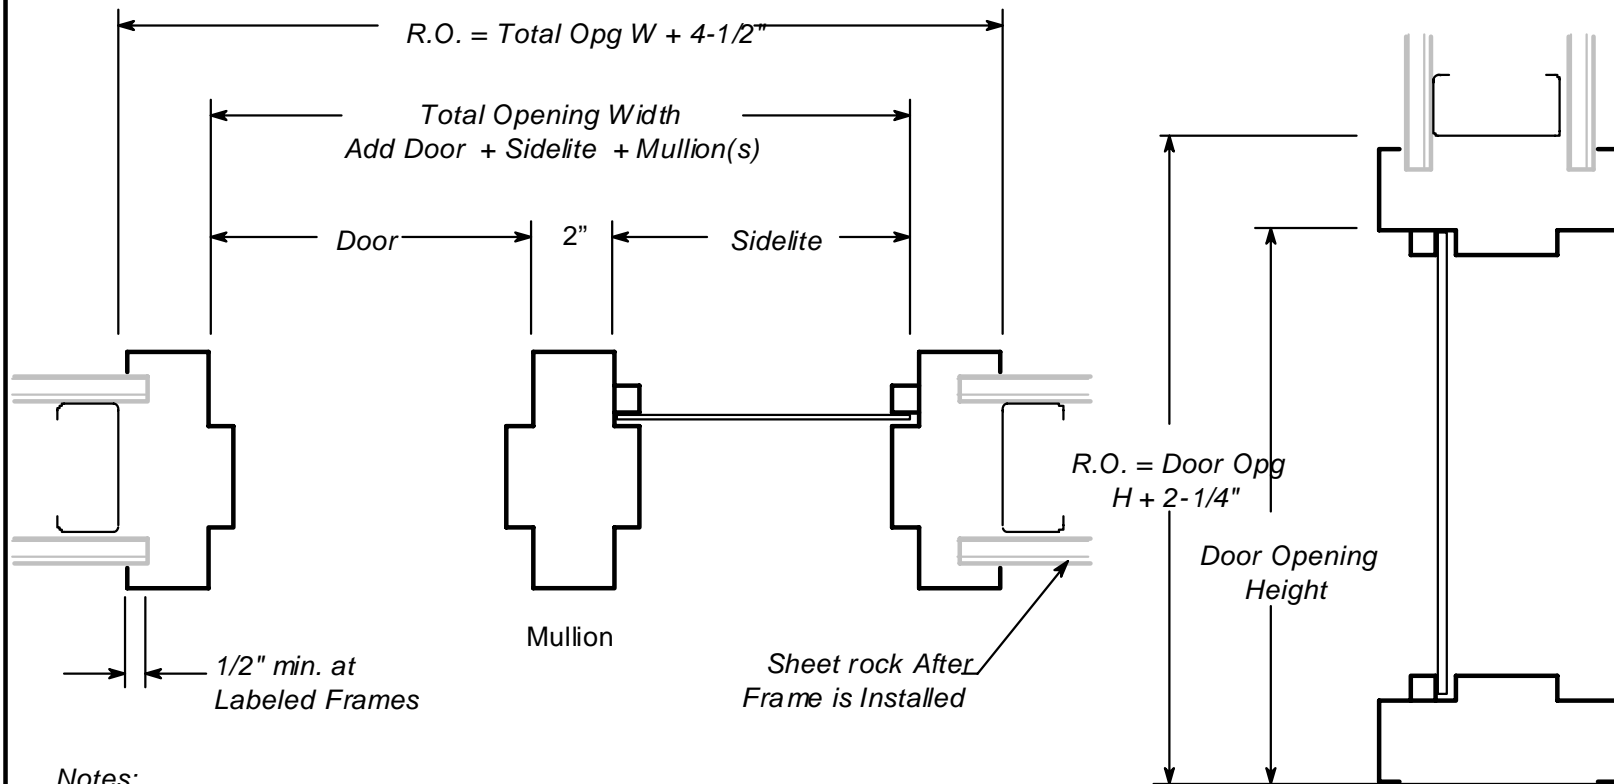 R.O. = Total Opg W + 4-1/2"
Total Opening Width
Add Door + Sidelite + Mullion(s)
Door
2”
Sidelite
R.O. = Door Opg
H + 2-1/4"
Door Opening
Height
Mullion
1/2" min. at
Labeled Frames
Sheet rock After
Frame is Installed
Notes: